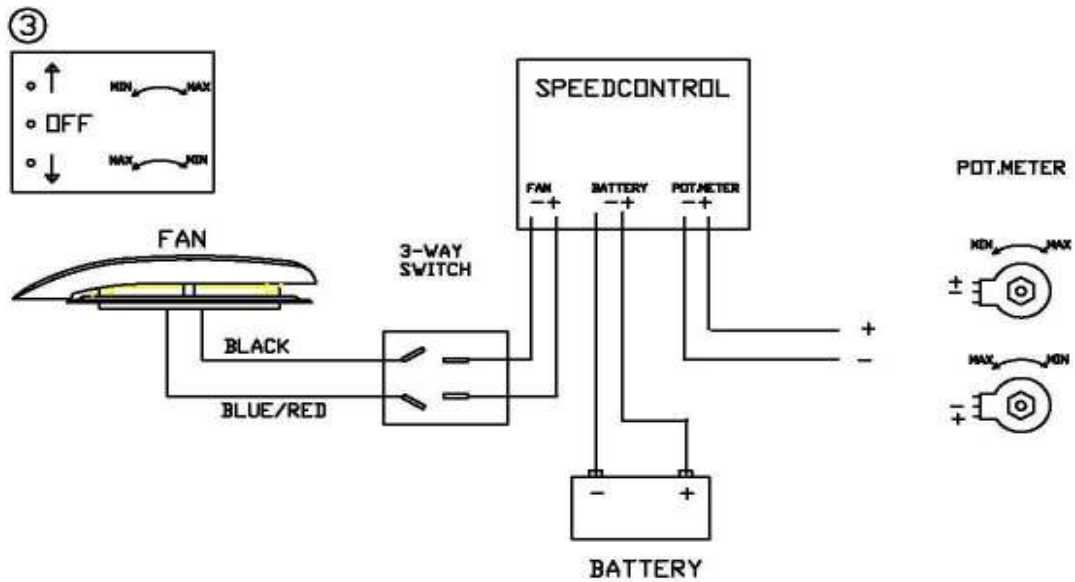 3
MIN MAX
OFF
MAX MIN
SPEEDCONTROL
FAN BATTERY POT.METER
- + - + - +
FAN
3-WAY
SWITCH
BLACK
BLUE/RED
+
-
- +
BATTERY
POT.METER
MIN MAX
+
-
MAX MIN
-
+